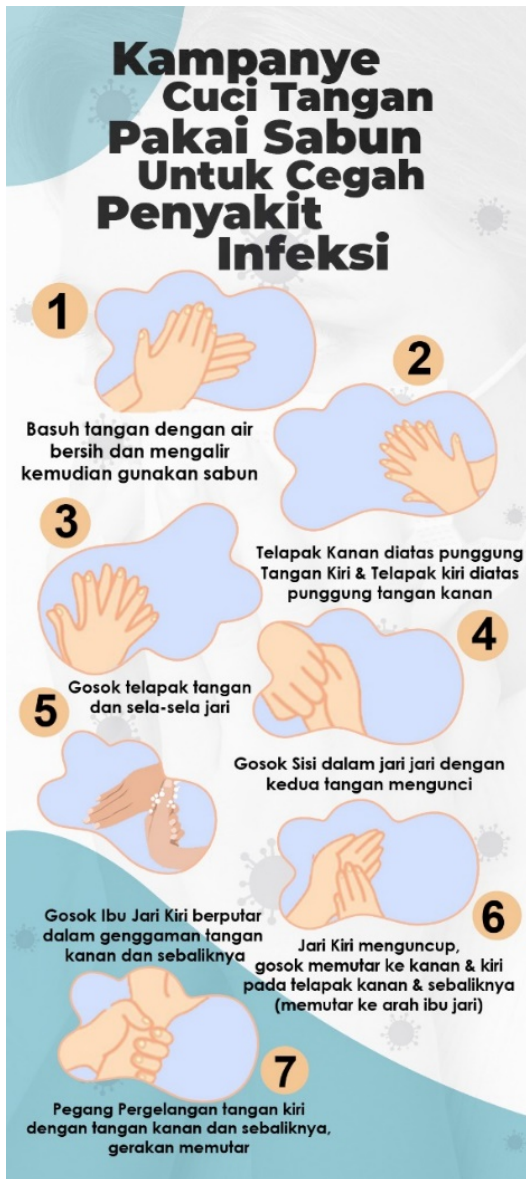 Kampanye
Cuci Tangan
Pakai Sabun
Untuk Cegah
Penyakit
Infeksi
1
Basuh tangan dengan air
bersih dan mengalir
kemudian gunakan sabun
2
Telapak Kanan diatas punggung
Tangan Kiri & Telapak kiri diatas
punggung tangan kanan
3
Gosok telapak tangan
dan sela-sela jari
4
Gosok Sisi dalam jari jari dengan
kedua tangan mengunci
5
Gosok Ibu Jari Kiri berputar
dalam genggaman tangan
kanan dan sebaliknya
6
Jari Kiri menguncup,
gosok memutar ke kanan & kiri
pada telapak kanan & sebaliknya
(memutar ke arah ibu jari)
7
Pegang Pergelangan tangan kiri
dengan tangan kanan dan sebaliknya,
gerakan memutar